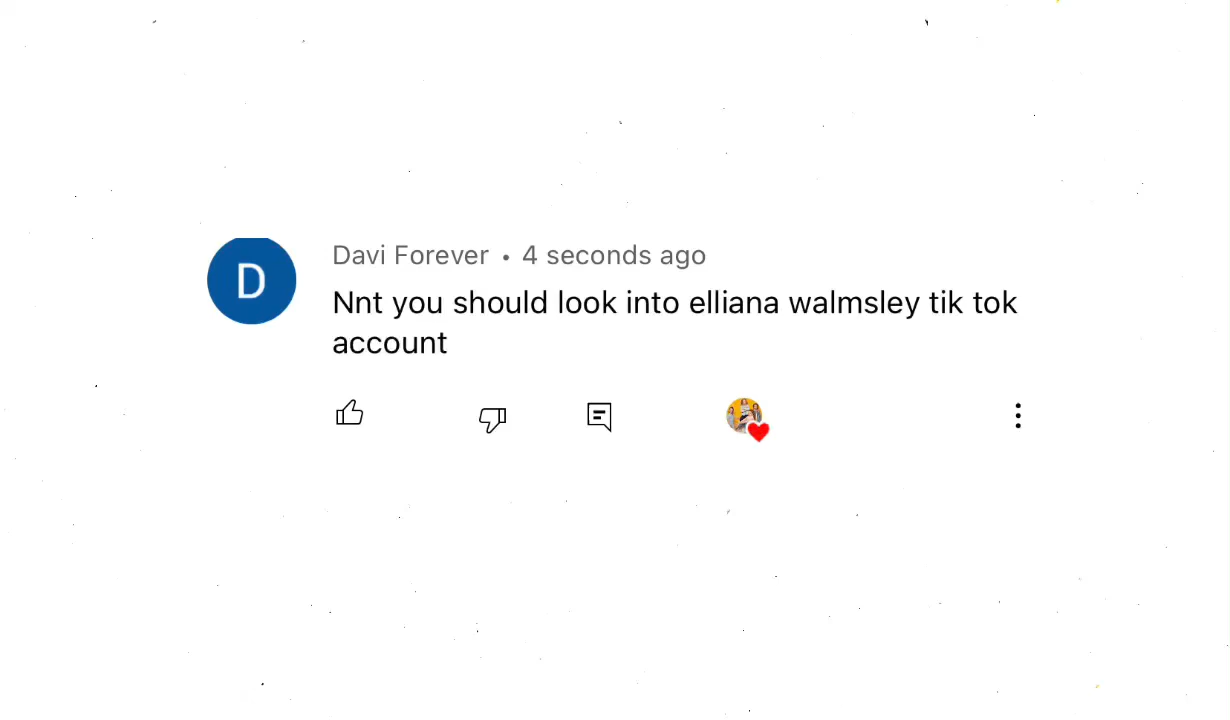 D
Davi Forever • 4 seconds ago
Nnt you should look into elliana walmsley tik tok
account